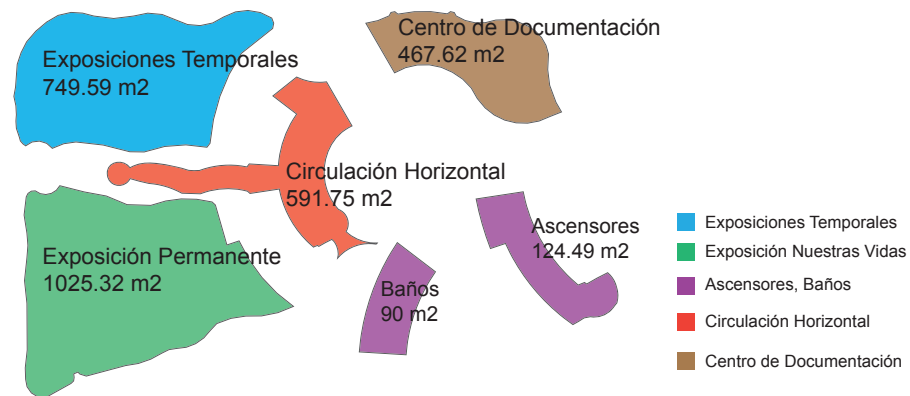 Exposiciones Temporales
749.59 m2
Centro de Documentación
467.62 m2
Circulación Horizontal
591.75 m2
Exposición Permanente
1025.32 m2
Baños
90 m2
Ascensores
124.49 m2
Exposiciones Temporales
Exposición Nuestras Vidas
Ascensores, Baños
Circulación Horizontal
Centro de Documentación